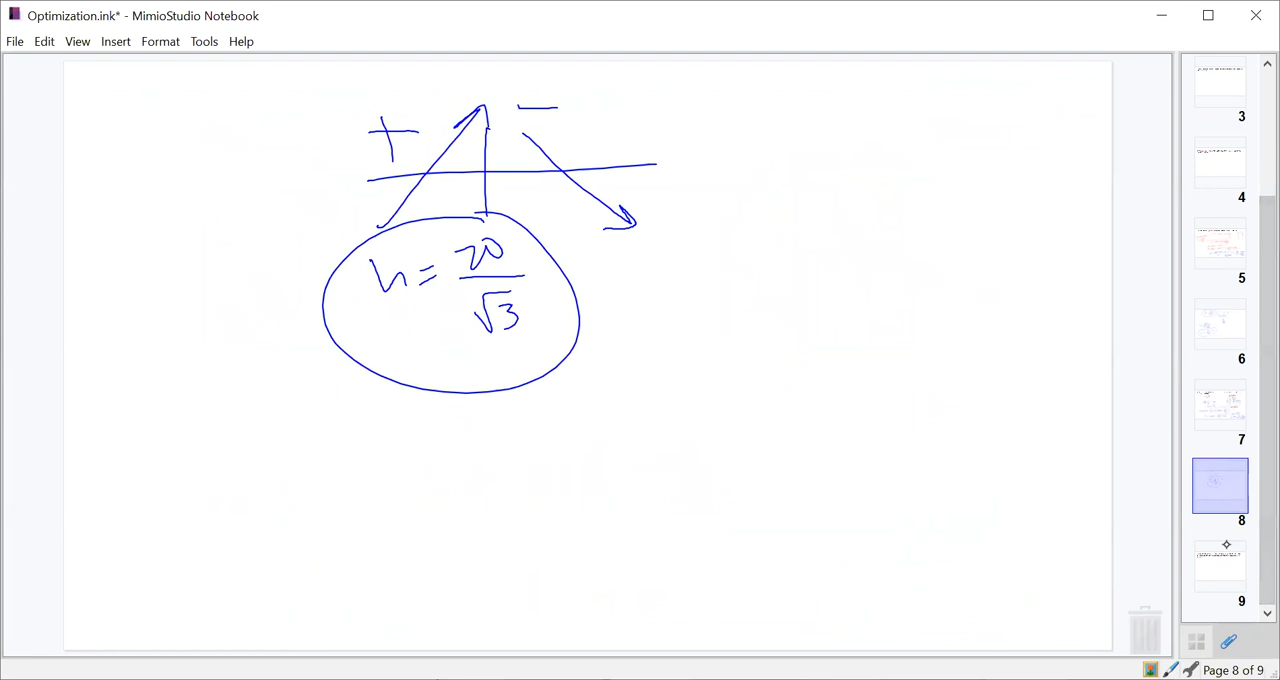 Optimization.ink* - MimioStudio Notebook
File Edit View Insert Format Tools Help
+ −
h = 20/√3
3
4
5
6
7
8
9
Page 8 of 9